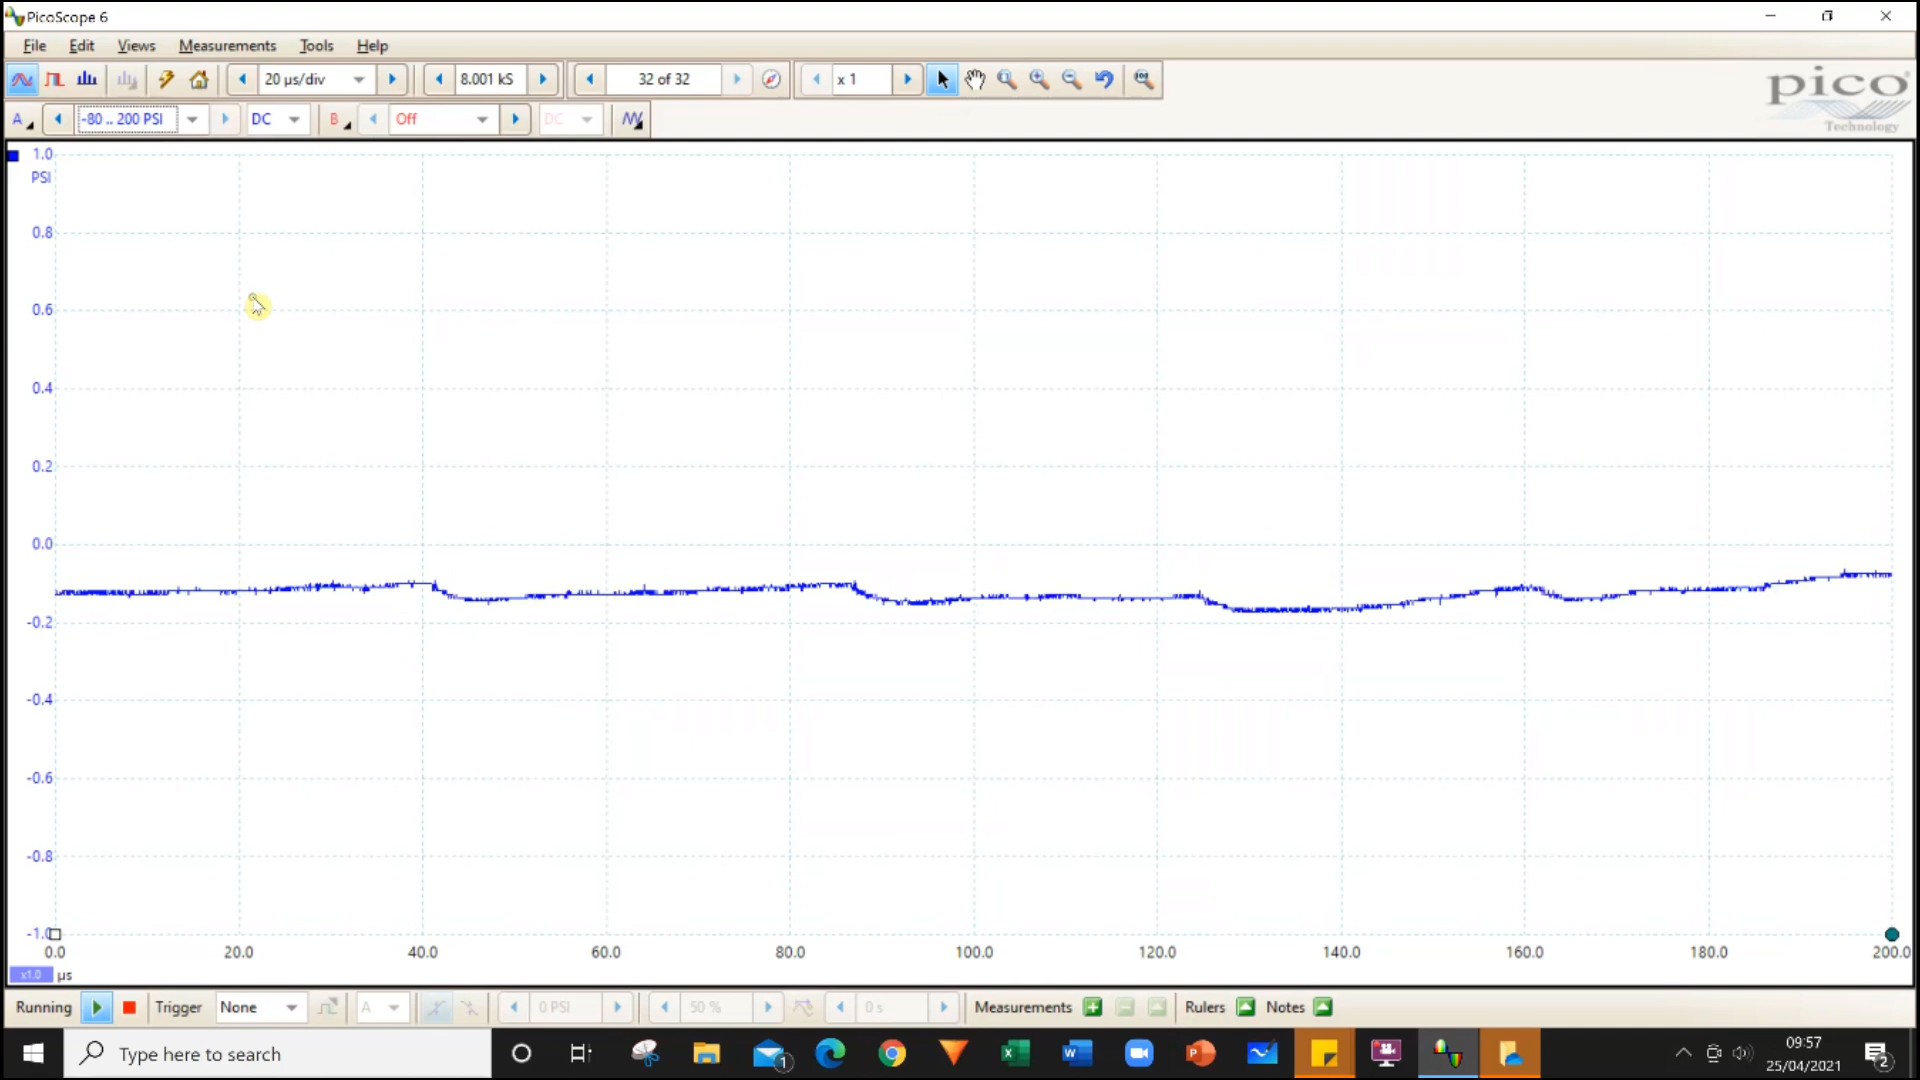 PicoScope 6
File Edit Views Measurements Tools Help
20 µs/div 8.001 kS 32 of 32 x 1
pico
Technology
A -80 .. 200 PSI DC B Off DC
1.0
PSI
0.8
0.6
0.4
0.2
0.0
-0.2
-0.4
-0.6
-0.8
-1.0
0.0 20.0 40.0 60.0 80.0 100.0 120.0 140.0 160.0 180.0 200.0
x1.0 µs
Running Trigger None A 0 PSI 50 % 0 s Measurements Rulers Notes
Type here to search 1 09:57
25/04/2021 2